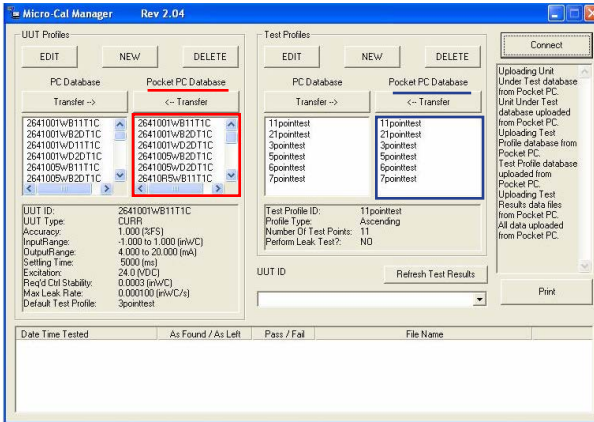 Micro-Cal Manager Rev 2.04
UUT Profiles
EDIT NEW DELETE
PC Database Pocket PC Database
Transfer --> <-- Transfer
2641001WB11T1C 2641001WB11T1C
2641001WB2DT1C 2641001WB2DT1C
2641001WD11T1C 2641001WD2DT1C
2641001WD2DT1C 2641005WB2DT1C
2641005WB11T1C 2641005WD2DT1C
2641005WB2DT1C 2641R5WB11T1C
UUT ID: 2641001WB11T1C
UUT Type: CURR
Accuracy: 1.000 (%FS)
InputRange: -1.000 to 1.000 (inWC)
OutputRange: 4.000 to 20.000 (mA)
Settling Time: 5000 (ms)
Excitation: 24.0 (VDC)
Req'd Ctrl Stability: 0.0003 (inWC)
Max Leak Rate: 0.000100 (inWC/s)
Default Test Profile: 3pointtest
Test Profiles
EDIT NEW DELETE
PC Database Pocket PC Database
Transfer --> <-- Transfer
11pointtest 11pointtest
21pointtest 21pointtest
3pointtest 3pointtest
5pointtest 5pointtest
6pointtest 6pointtest
7pointtest 7pointtest
Test Profile ID: 11pointtest
Profile Type: Ascending
Number Of Test Points: 11
Perform Leak Test?: NO
UUT ID Refresh Test Results
Connect
Uploading Unit
Under Test database
from Pocket PC.
Unit Under Test
database uploaded
from Pocket PC.
Uploading Test
Profile database from
Pocket PC.
Test Profile database
uploaded from
Pocket PC.
Uploading Test
Results data files
from Pocket PC.
All data uploaded
from Pocket PC.
Print
Date Time Tested As Found / As Left Pass / Fail File Name